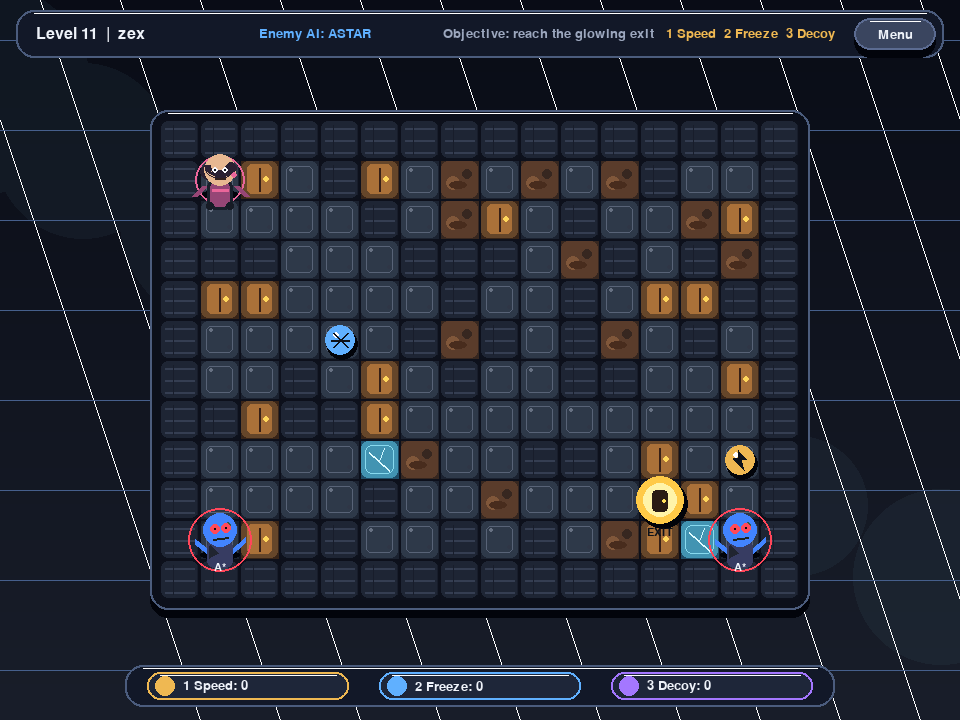 Level 11 | zex
Enemy AI: ASTAR
Objective: reach the glowing exit
1 Speed 2 Freeze 3 Decoy
Menu
EXIT
A*
A*
1 Speed: 0
2 Freeze: 0
3 Decoy: 0